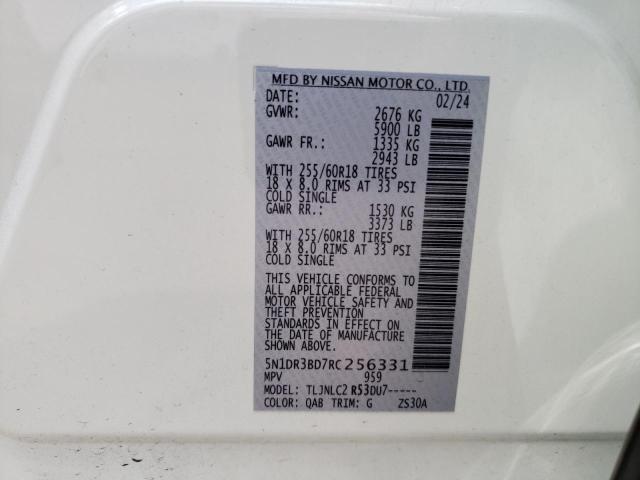 MFD BY NISSAN MOTOR CO., LTD.
DATE: 02/24
GVWR: 2676 KG
5900 LB
GAWR FR.: 1335 KG
2943 LB
WITH 255/60R18 TIRES
18 X 8.0 RIMS AT 33 PSI
COLD SINGLE
GAWR RR.: 1530 KG
3373 LB
WITH 255/60R18 TIRES
18 X 8.0 RIMS AT 33 PSI
COLD SINGLE
THIS VEHICLE CONFORMS TO
ALL APPLICABLE FEDERAL
MOTOR VEHICLE SAFETY AND
THEFT PREVENTION
STANDARDS IN EFFECT ON
THE DATE OF MANUFACTURE
SHOWN ABOVE.
5N1DR3BD7RC256331
MPV 959
MODEL: TLJNLC2 R53DU7-----
COLOR: QAB TRIM: G ZS30A